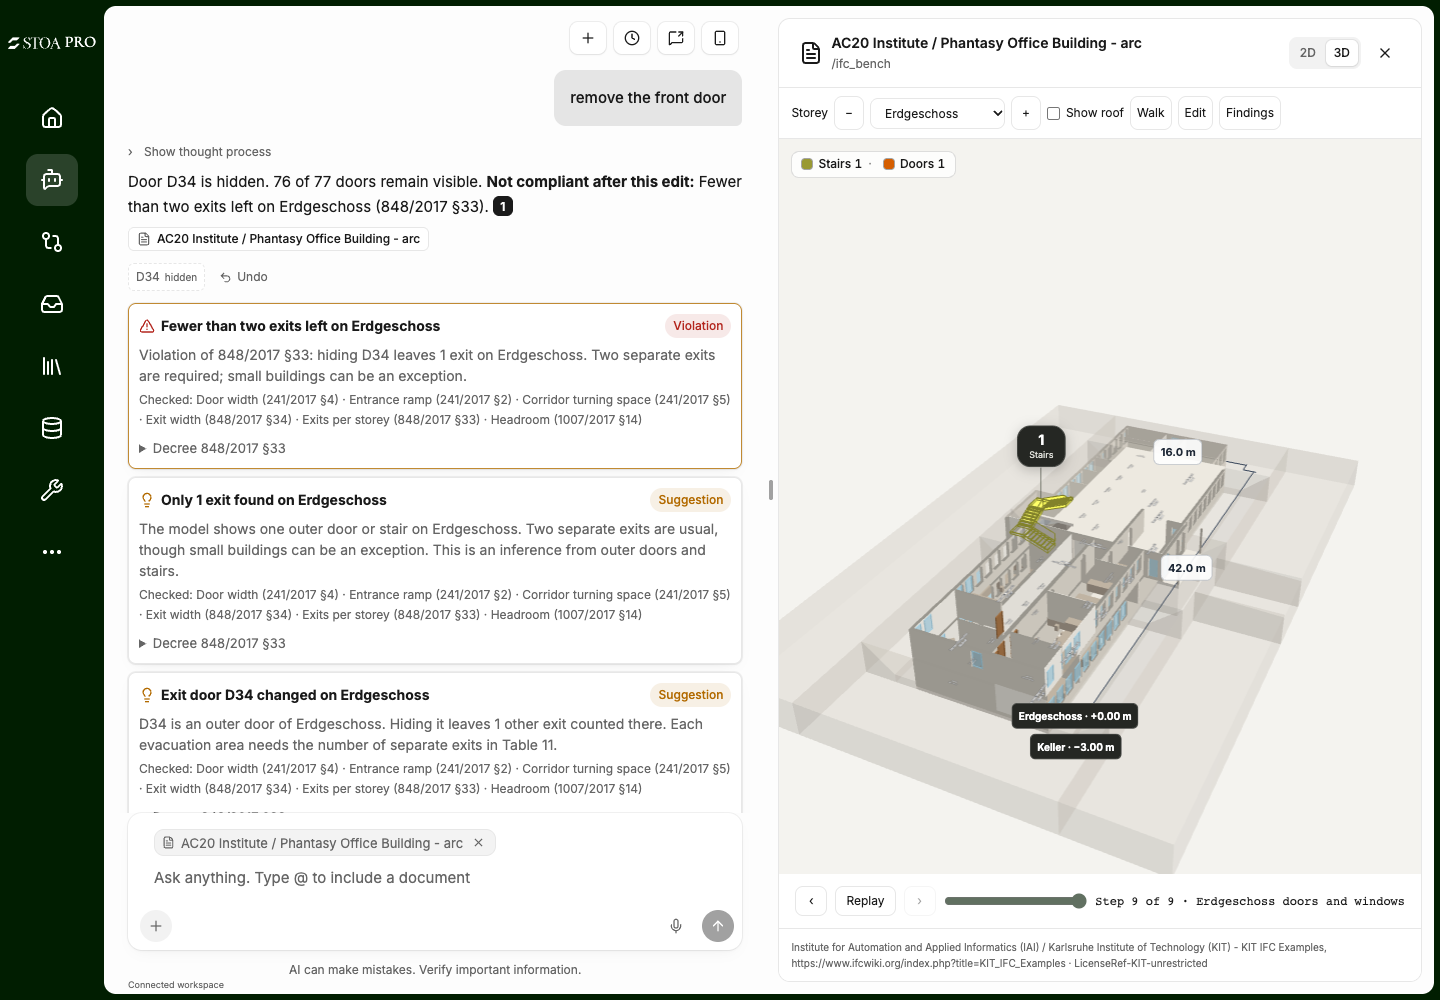 STOA PRO
remove the front door
Show thought process
Door D34 is hidden. 76 of 77 doors remain visible. Not compliant after this edit: Fewer
than two exits left on Erdgeschoss (848/2017 §33). 1
AC20 Institute / Phantasy Office Building - arc
D34 hidden Undo
Fewer than two exits left on Erdgeschoss Violation
Violation of 848/2017 §33: hiding D34 leaves 1 exit on Erdgeschoss. Two separate exits
are required; small buildings can be an exception.
Checked: Door width (241/2017 §4) · Entrance ramp (241/2017 §2) · Corridor turning space (241/2017 §5)
· Exit width (848/2017 §34) · Exits per storey (848/2017 §33) · Headroom (1007/2017 §14)
Decree 848/2017 §33
Only 1 exit found on Erdgeschoss Suggestion
The model shows one outer door or stair on Erdgeschoss. Two separate exits are usual,
though small buildings can be an exception. This is an inference from outer doors and
stairs.
Checked: Door width (241/2017 §4) · Entrance ramp (241/2017 §2) · Corridor turning space (241/2017 §5)
· Exit width (848/2017 §34) · Exits per storey (848/2017 §33) · Headroom (1007/2017 §14)
Decree 848/2017 §33
Exit door D34 changed on Erdgeschoss Suggestion
D34 is an outer door of Erdgeschoss. Hiding it leaves 1 other exit counted there. Each
evacuation area needs the number of separate exits in Table 11.
Checked: Door width (241/2017 §4) · Entrance ramp (241/2017 §2) · Corridor turning space (241/2017 §5)
· Exit width (848/2017 §34) · Exits per storey (848/2017 §33) · Headroom (1007/2017 §14)
AC20 Institute / Phantasy Office Building - arc
Ask anything. Type @ to include a document
AI can make mistakes. Verify important information.
Connected workspace
AC20 Institute / Phantasy Office Building - arc
/ifc_bench
2D 3D
Storey − Erdgeschoss + Show roof Walk Edit Findings
Stairs 1 · Doors 1
1
Stairs
16.0 m
42.0 m
Erdgeschoss · +0.00 m
Keller · −3.00 m
‹ Replay › Step 9 of 9 · Erdgeschoss doors and windows
Institute for Automation and Applied Informatics (IAI) / Karlsruhe Institute of Technology (KIT) - KIT IFC Examples,
https://www.ifcwiki.org/index.php?title=KIT_IFC_Examples · LicenseRef-KIT-unrestricted